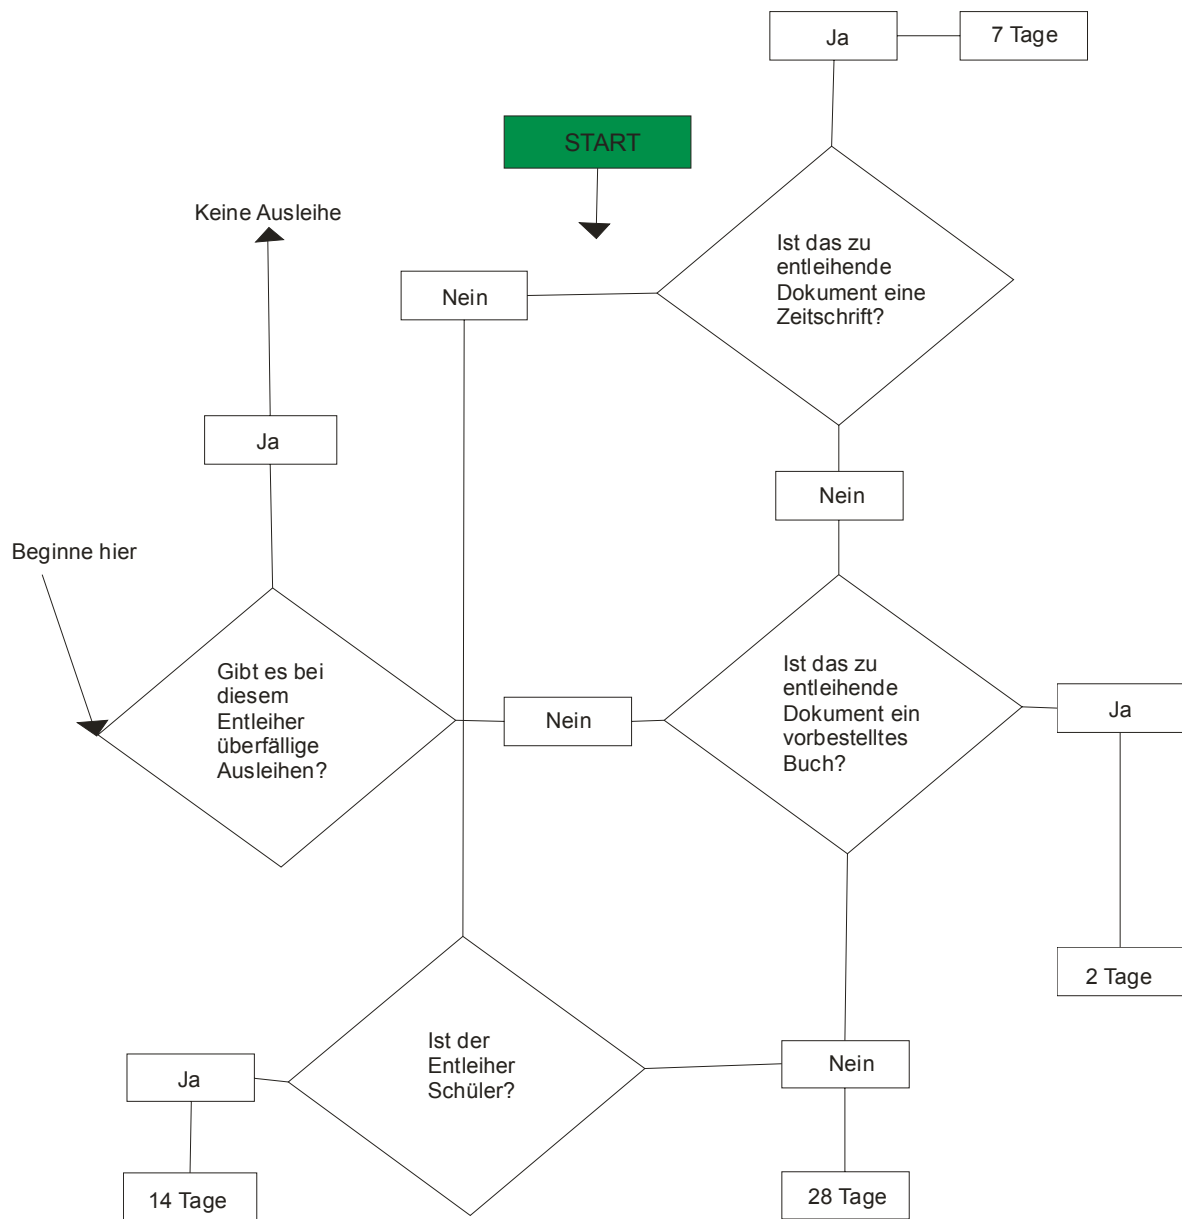 Ja
7 Tage
START
Keine Ausleihe
Ist das zu
entleihende
Dokument eine
Zeitschrift?
Nein
Ja
Nein
Beginne hier
Gibt es bei
diesem
Entleiher
überfällige
Ausleihen?
Nein
Ist das zu
entleihende
Dokument ein
vorbestelltes
Buch?
Ja
2 Tage
Ist der
Entleiher
Schüler?
Ja
Nein
14 Tage
28 Tage